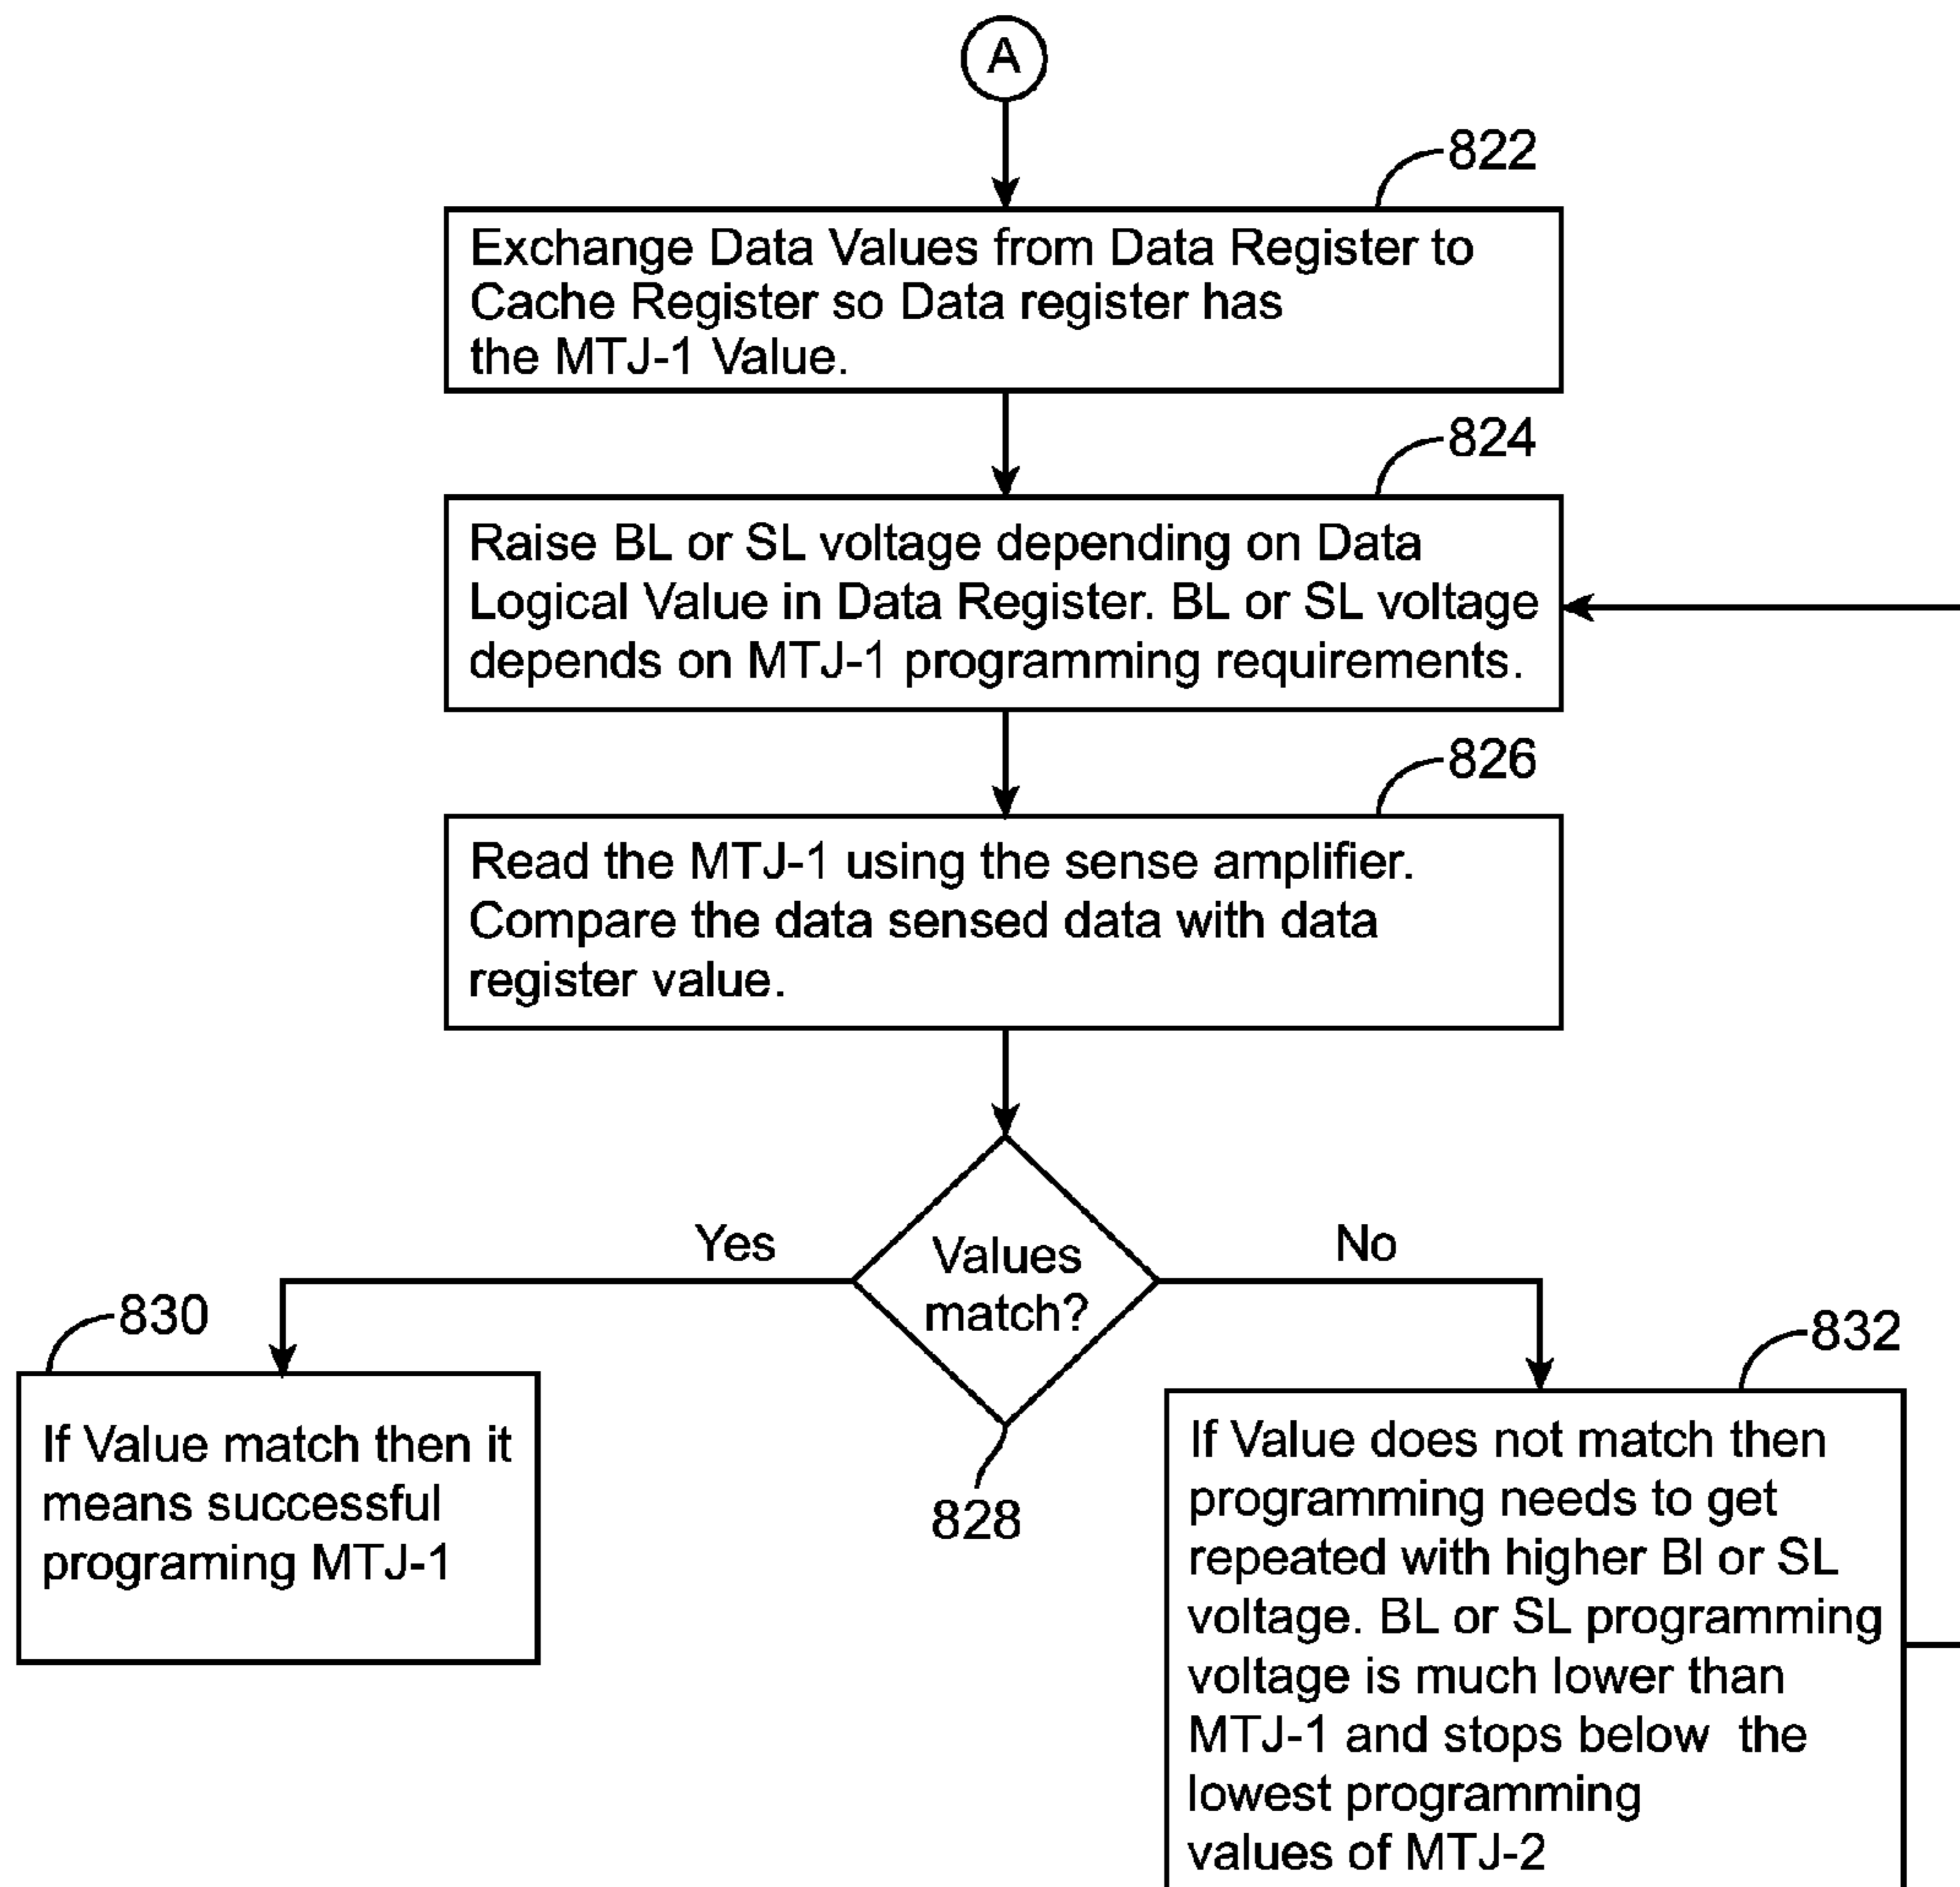 A
822
Exchange Data Values from Data Register to
Cache Register so Data register has
the MTJ-1 Value.
824
Raise BL or SL voltage depending on Data
Logical Value in Data Register. BL or SL voltage
depends on MTJ-1 programming requirements.
826
Read the MTJ-1 using the sense amplifier.
Compare the data sensed data with data
register value.
Yes
Values
match?
No
828
830
If Value match then it
means successful
programing MTJ-1
832
If Value does not match then
programming needs to get
repeated with higher Bl or SL
voltage. BL or SL programming
voltage is much lower than
MTJ-1 and stops below the
lowest programming
values of MTJ-2